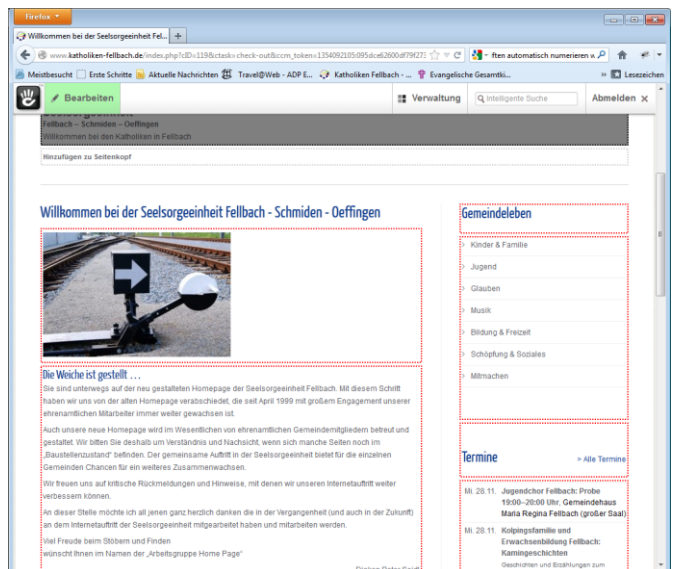 Firefox
Willkommen bei der Seelsorgeeinheit Fel...
www.katholiken-fellbach.de/index.php?cID=119&ctask=check-out&ccm_token=1354092105:095dce62600df79f273
ften automatisch numerieren v
Meistbesucht Erste Schritte Aktuelle Nachrichten Travel@Web - ADP E... Katholiken Fellbach - ... Evangelische Gesamtki... » Lesezeichen
Bearbeiten Verwaltung Intelligente Suche Abmelden
Seelsorgeeinheit
Fellbach – Schmiden – Oeffingen
Willkommen bei den Katholiken in Fellbach
Hinzufügen zu Seitenkopf
Willkommen bei der Seelsorgeeinheit Fellbach - Schmiden - Oeffingen
Die Weiche ist gestellt …
Sie sind unterwegs auf der neu gestalteten Homepage der Seelsorgeeinheit Fellbach. Mit diesem Schritt
haben wir uns von der alten Homepage verabschiedet, die seit April 1999 mit großem Engagement unserer
ehrenamtlichen Mitarbeiter immer weiter gewachsen ist.
Auch unsere neue Homepage wird im Wesentlichen von ehrenamtlichen Gemeindemitgliedern betreut und
gestaltet. Wir bitten Sie deshalb um Verständnis und Nachsicht, wenn sich manche Seiten noch im
„Baustellenzustand“ befinden. Der gemeinsame Auftritt in der Seelsorgeeinheit bietet für die einzelnen
Gemeinden Chancen für ein weiteres Zusammenwachsen.
Wir freuen uns auf kritische Rückmeldungen und Hinweise, mit denen wir unseren Internetauftritt weiter
verbessern können.
An dieser Stelle möchte ich all jenen ganz herzlich danken die in der Vergangenheit (und auch in der Zukunft)
an dem Internetauftritt der Seelsorgeeinheit mitgearbeitet haben und mitarbeiten werden.
Viel Freude beim Stöbern und Finden
wünscht Ihnen im Namen der „Arbeitsgruppe Home Page“
Gemeindeleben
Kinder & Familie
Jugend
Glauben
Musik
Bildung & Freizeit
Schöpfung & Soziales
Mitmachen
Termine
» Alle Termine
Mi. 28.11. Jugendchor Fellbach: Probe
19:00–20:00 Uhr, Gemeindehaus
Maria Regina Fellbach (großer Saal)
Mi. 28.11. Kolpingsfamilie und
Erwachsenbildung Fellbach:
Kamingeschichten
Geschichten und Erzählungen zum